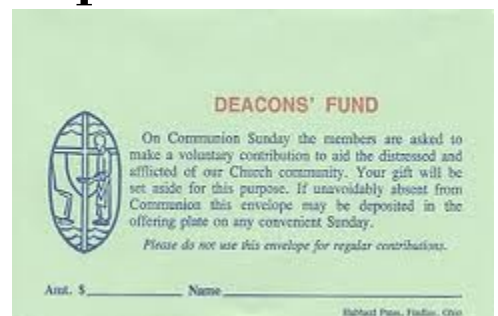 DEACONS' FUND
On Communion Sunday the members are asked to
make a voluntary contribution to aid the distressed and
afflicted of our Church community. Your gift will be
set aside for this purpose. If unavoidably absent from
Communion this envelope may be deposited in the
offering plate on any convenient Sunday.
Please do not use this envelope for regular contributions.
Amt. $ Name
Press, Findlay, Ohio